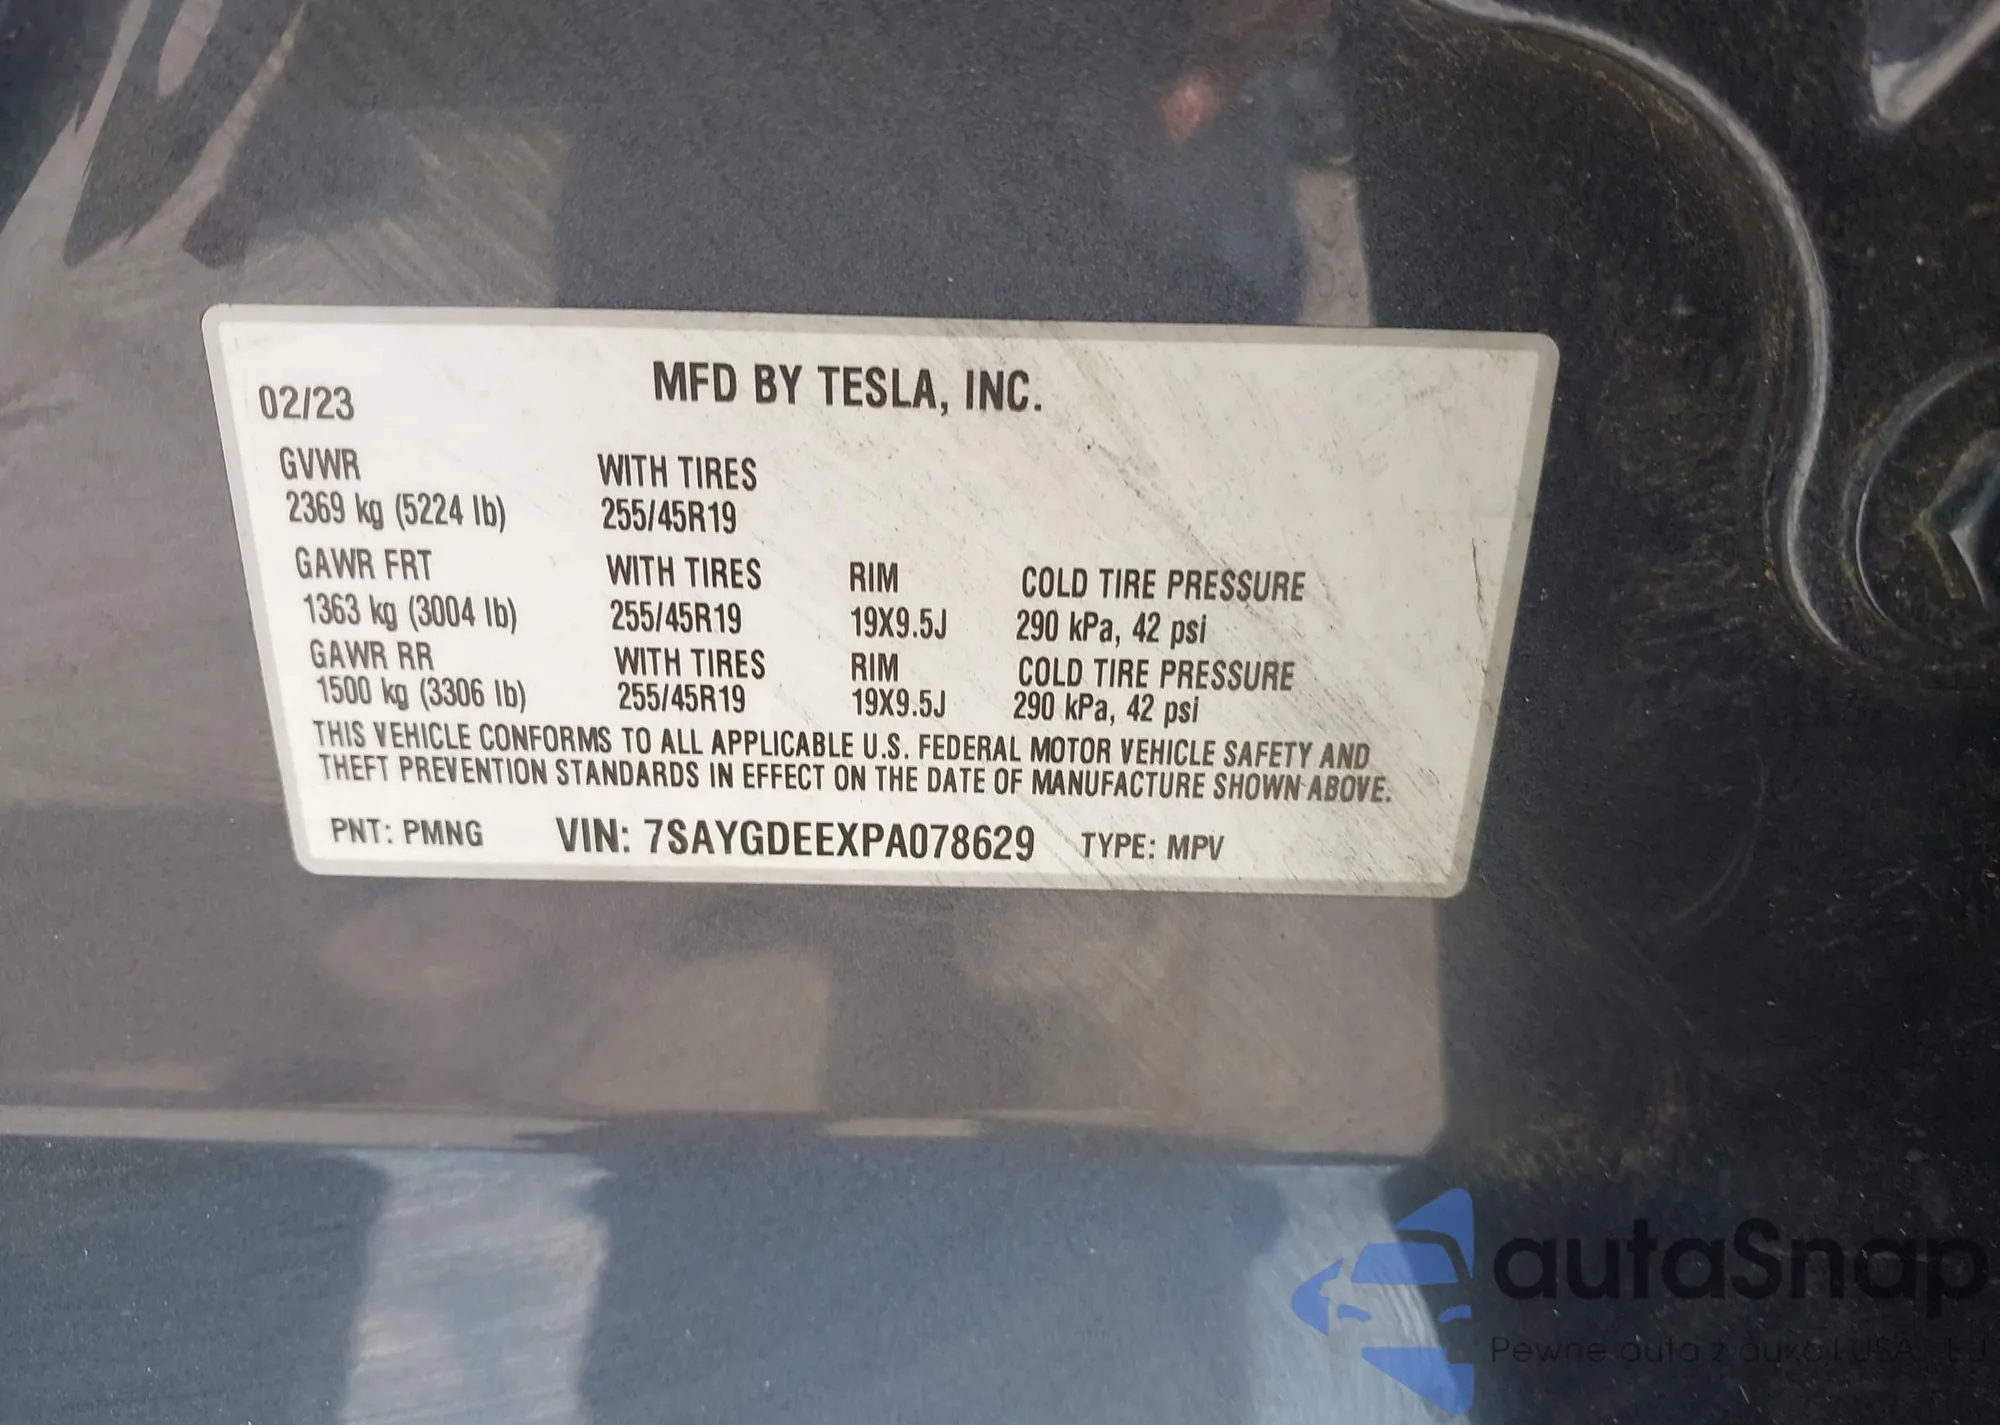 02/23 MFD BY TESLA, INC.
GVWR WITH TIRES
2369 kg (5224 lb) 255/45R19
GAWR FRT WITH TIRES RIM COLD TIRE PRESSURE
1363 kg (3004 lb) 255/45R19 19X9.5J 290 kPa, 42 psi
GAWR RR WITH TIRES RIM COLD TIRE PRESSURE
1500 kg (3306 lb) 255/45R19 19X9.5J 290 kPa, 42 psi
THIS VEHICLE CONFORMS TO ALL APPLICABLE U.S. FEDERAL MOTOR VEHICLE SAFETY AND
THEFT PREVENTION STANDARDS IN EFFECT ON THE DATE OF MANUFACTURE SHOWN ABOVE.
PNT: PMNG VIN: 7SAYGDEEXPA078629 TYPE: MPV
autaSnap
Pewne auta z aukcji USA